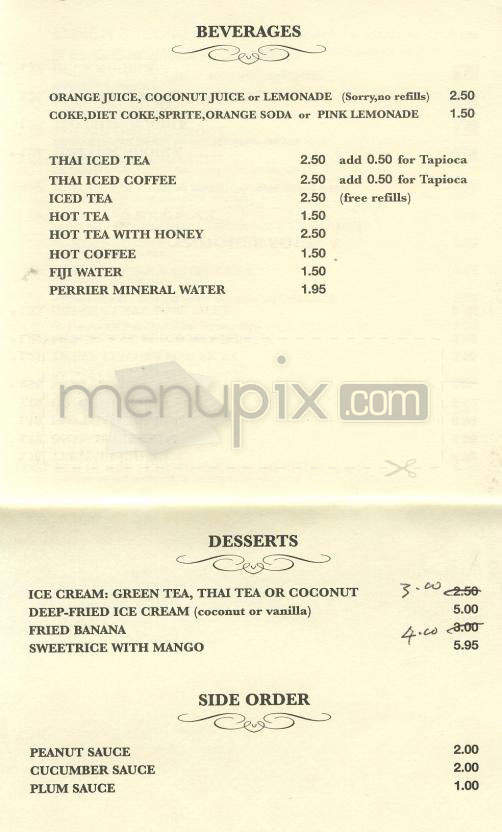 BEVERAGES
ORANGE JUICE, COCONUT JUICE or LEMONADE (Sorry,no refills) 2.50
COKE,DIET COKE,SPRITE,ORANGE SODA or PINK LEMONADE 1.50
THAI ICED TEA 2.50 add 0.50 for Tapioca
THAI ICED COFFEE 2.50 add 0.50 for Tapioca
ICED TEA 2.50 (free refills)
HOT TEA 1.50
HOT TEA WITH HONEY 2.50
HOT COFFEE 1.50
FIJI WATER 1.50
PERRIER MINERAL WATER 1.95
menupix.com
DESSERTS
ICE CREAM: GREEN TEA, THAI TEA OR COCONUT 3.00 2.50
DEEP-FRIED ICE CREAM (coconut or vanilla) 5.00
FRIED BANANA 4.00 3.00
SWEETRICE WITH MANGO 5.95
SIDE ORDER
PEANUT SAUCE 2.00
CUCUMBER SAUCE 2.00
PLUM SAUCE 1.00